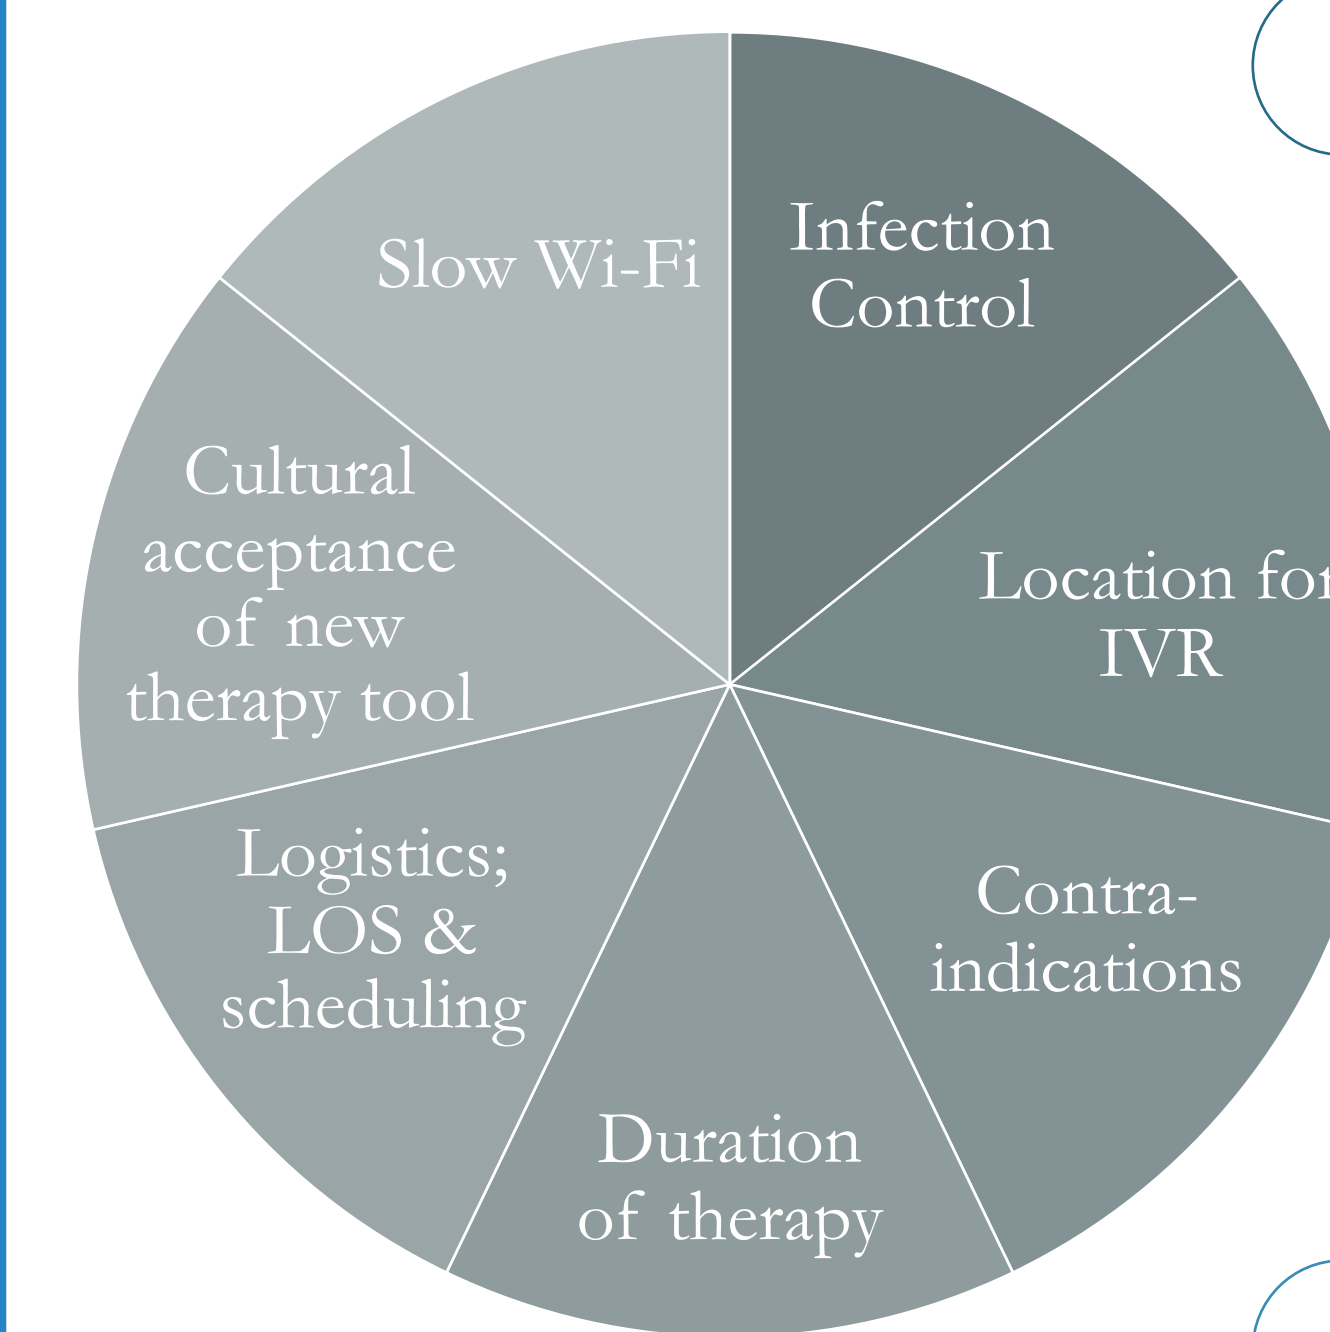 Infection
Control
Location for
IVR
Contra-
indications
Duration
of therapy
Logistics;
LOS &
scheduling
Cultural
acceptance
of new
therapy tool
Slow Wi-Fi